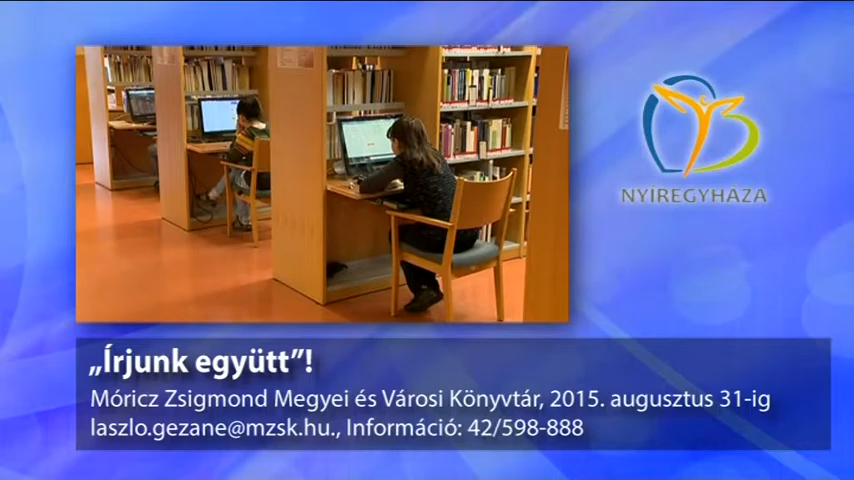 NYÍREGYHÁZA
„Írjunk együtt”!
Móricz Zsigmond Megyei és Városi Könyvtár, 2015. augusztus 31-ig
laszlo.gezane@mzsk.hu., Információ: 42/598-888